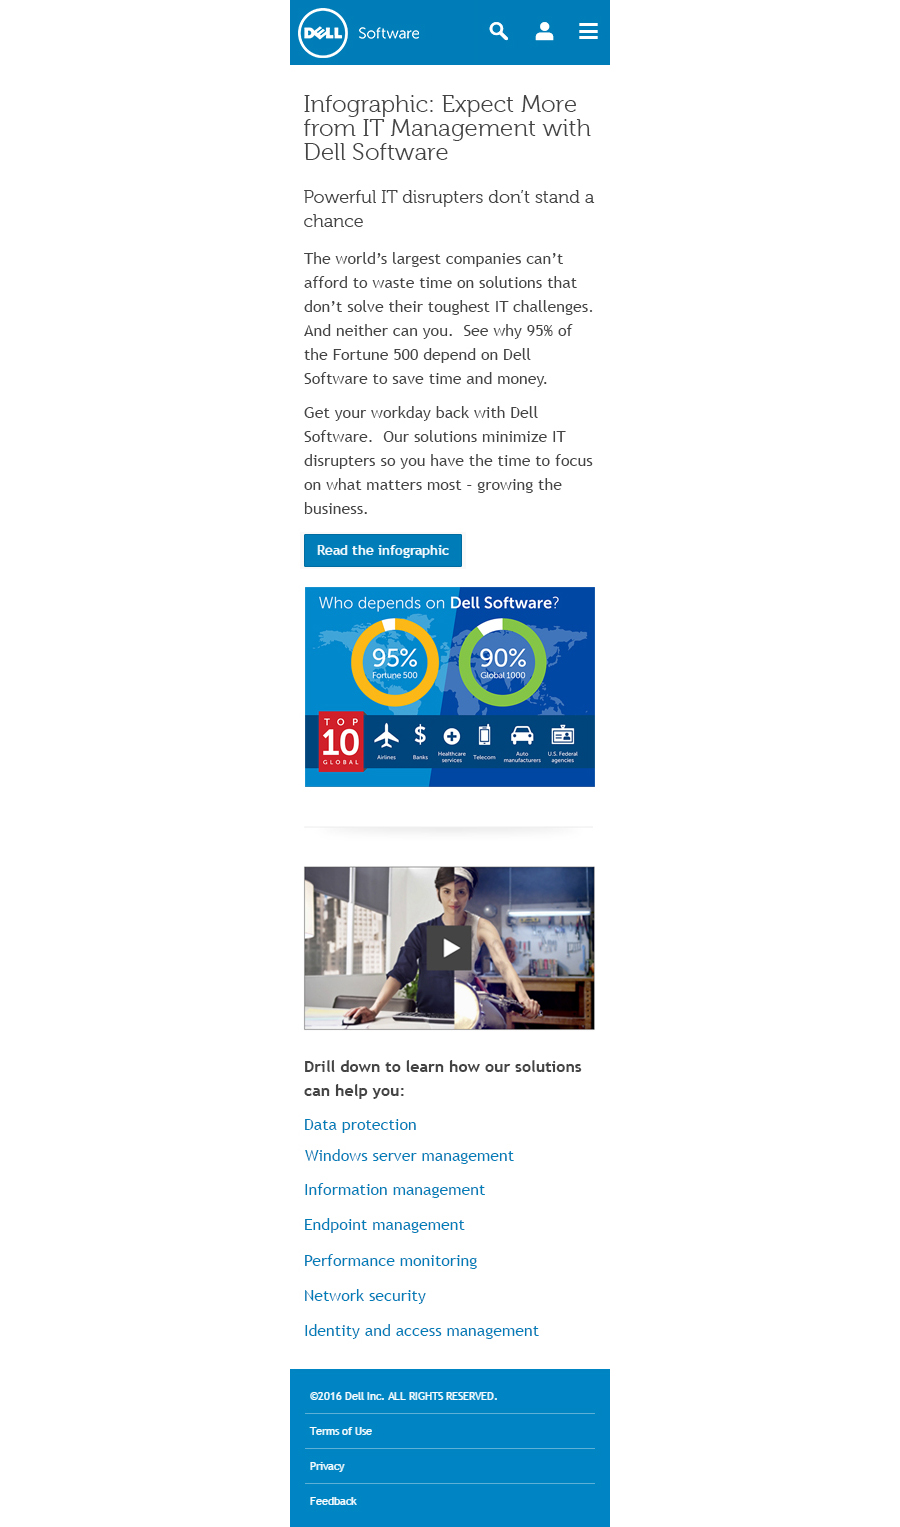 DELL Software
Infographic: Expect More
from IT Management with
Dell Software
Powerful IT disrupters don't stand a
chance
The world's largest companies can't
afford to waste time on solutions that
don't solve their toughest IT challenges.
And neither can you.  See why 95% of
the Fortune 500 depend on Dell
Software to save time and money.
Get your workday back with Dell
Software.  Our solutions minimize IT
disrupters so you have the time to focus
on what matters most – growing the
business.
Read the infographic
Who depends on Dell Software?
95%
Fortune 500
90%
Global 1000
TOP
10
GLOBAL
Airlines
Banks
Healthcare
services
Telecom
Auto
manufacturers
U.S. Federal
agencies
Drill down to learn how our solutions
can help you:
Data protection
Windows server management
Information management
Endpoint management
Performance monitoring
Network security
Identity and access management
©2016 Dell Inc. ALL RIGHTS RESERVED.
Terms of Use
Privacy
Feedback